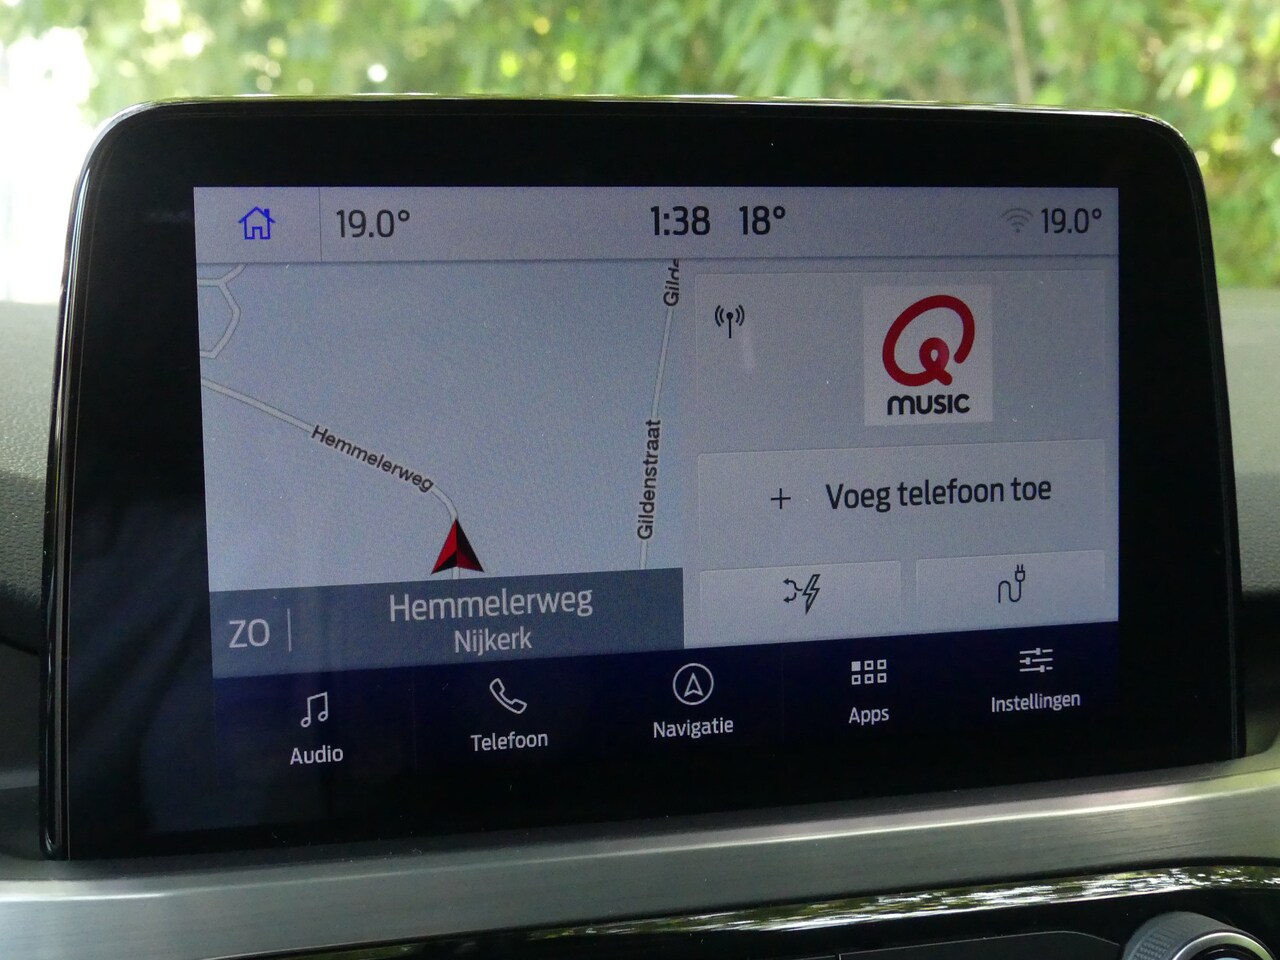 19.0° 1:38 18° 19.0°
Gilde
Q
MUSIC
Hemmelerweg
Gildenstraat
+ Voeg telefoon toe
Hemmelerweg
ZO
Nijkerk
Audio
Telefoon
Navigatie
Apps
Instellingen